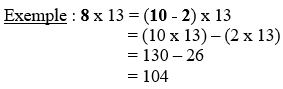 Exemple : 8 x 13 = (10 - 2) x 13
= (10 x 13) – (2 x 13)
= 130 – 26
= 104